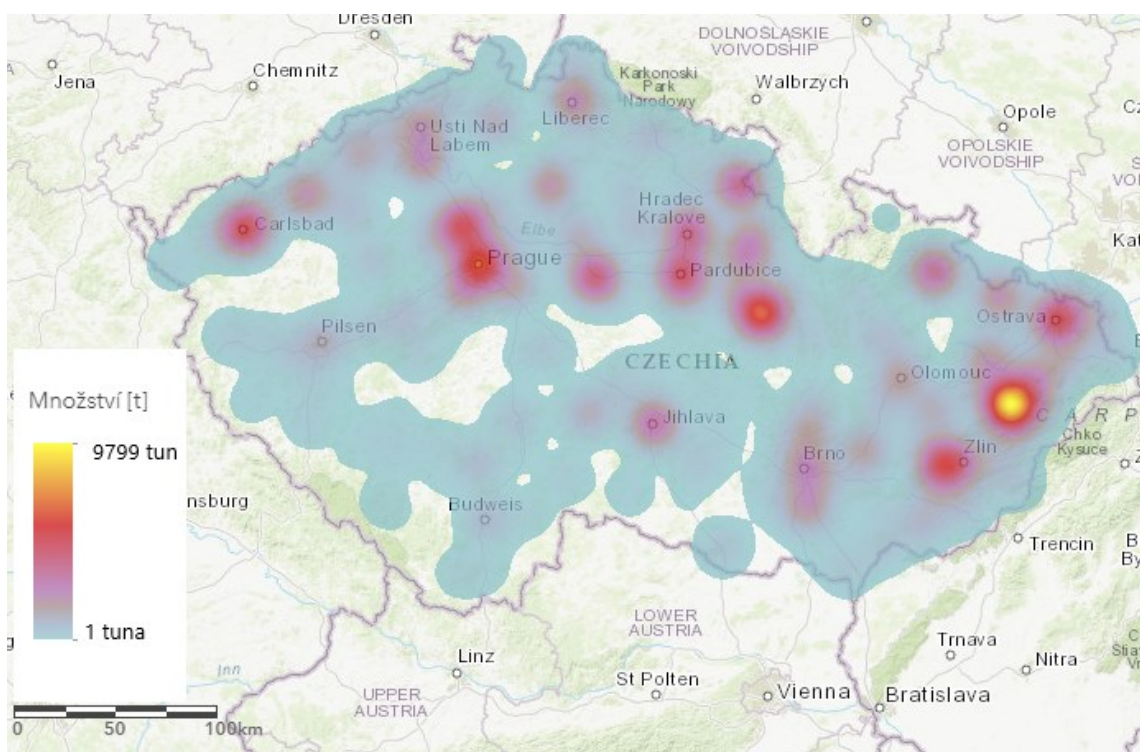 Dresden
DOLNOSLASKIE
VOIVODSHIP
Jena
Chemnitz
Karkonoski
Park
Narodowy
Walbrzych
Liberec
Opole
Usti Nad
Labem
OPOLSKIE
VOIVODSHIP
Hradec
Kralove
Carlsbad
Elbe
Prague
Pardubice
Ostrava
Pilsen
CZECHIA
Olomouc
CARP
Jihlava
Chko
Kysuce
Množství [t]
9799 tun
Brno
Zlin
nsburg
Budweis
Trencin
1 tuna
LOWER
AUSTRIA
Trnava
Linz
Nitra
Inn
St Polten
UPPER
AUSTRIA
Vienna
Bratislava
0 50 100km